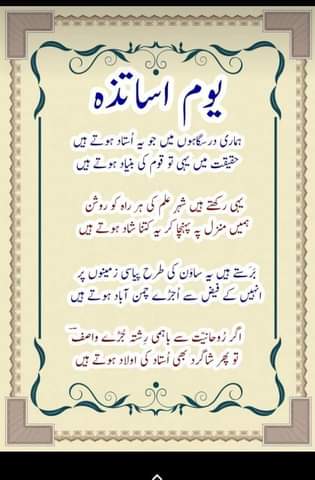 یوم اساتذہ
ہماری درسگاہوں میں جو یہ اُستاد ہوتے ہیں
حقیقت میں یہی تو قوم کی بنیاد ہوتے ہیں
یہی رکھتے ہیں شہرِ علم کی ہر راہ کو روشن
ہمیں منزل پہ پہنچا کر یہ کتنا شاد ہوتے ہیں
برستے ہیں یہ ساون کی طرح پیاسی زمینوں پر
انہیں کے فیض سے اُجڑے چمن آباد ہوتے ہیں
اگر رُوحانیّت سے باہمی رِشتہ جُڑے واصفؔ
تو پھر شاگرد بھی اُستاد کی اولاد ہوتے ہیں